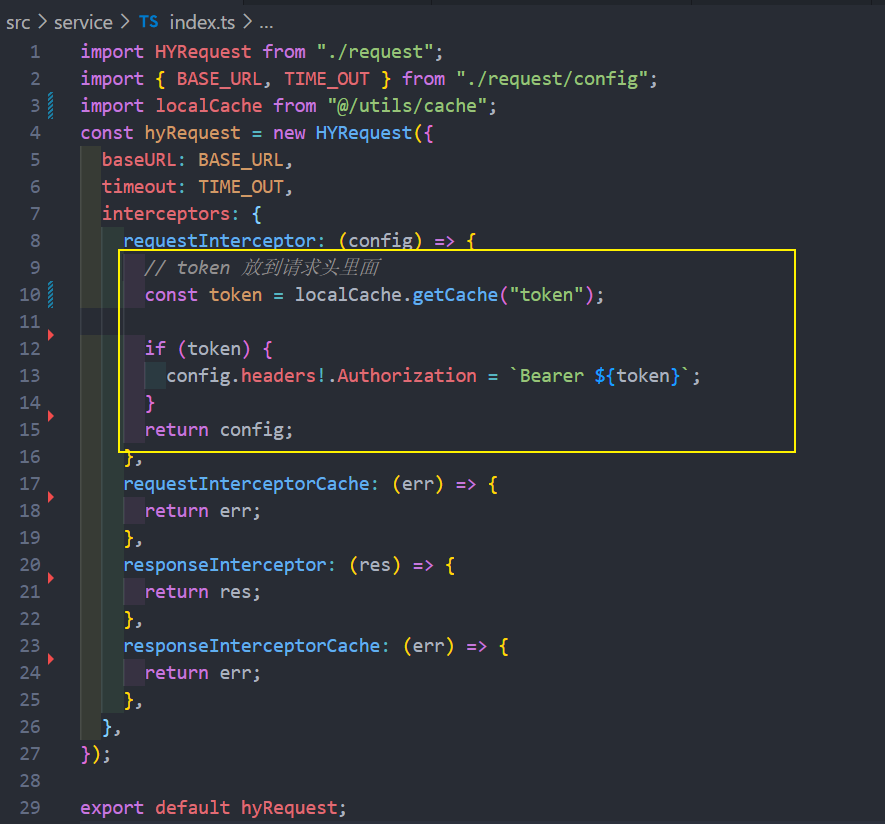 src > service > TS index.ts > ...
1 import HYRequest from "./request";
2 import { BASE_URL, TIME_OUT } from "./request/config";
3 import localCache from "@/utils/cache";
4 const hyRequest = new HYRequest({
5 baseURL: BASE_URL,
6 timeout: TIME_OUT,
7 interceptors: {
8 requestInterceptor: (config) => {
9 // token 放到请求头里面
10 const token = localCache.getCache("token");
11
12 if (token) {
13 config.headers!.Authorization = `Bearer ${token}`;
14 }
15 return config;
16 },
17 requestInterceptorCache: (err) => {
18 return err;
19 },
20 responseInterceptor: (res) => {
21 return res;
22 },
23 responseInterceptorCache: (err) => {
24 return err;
25 },
26 },
27 });
28
29 export default hyRequest;